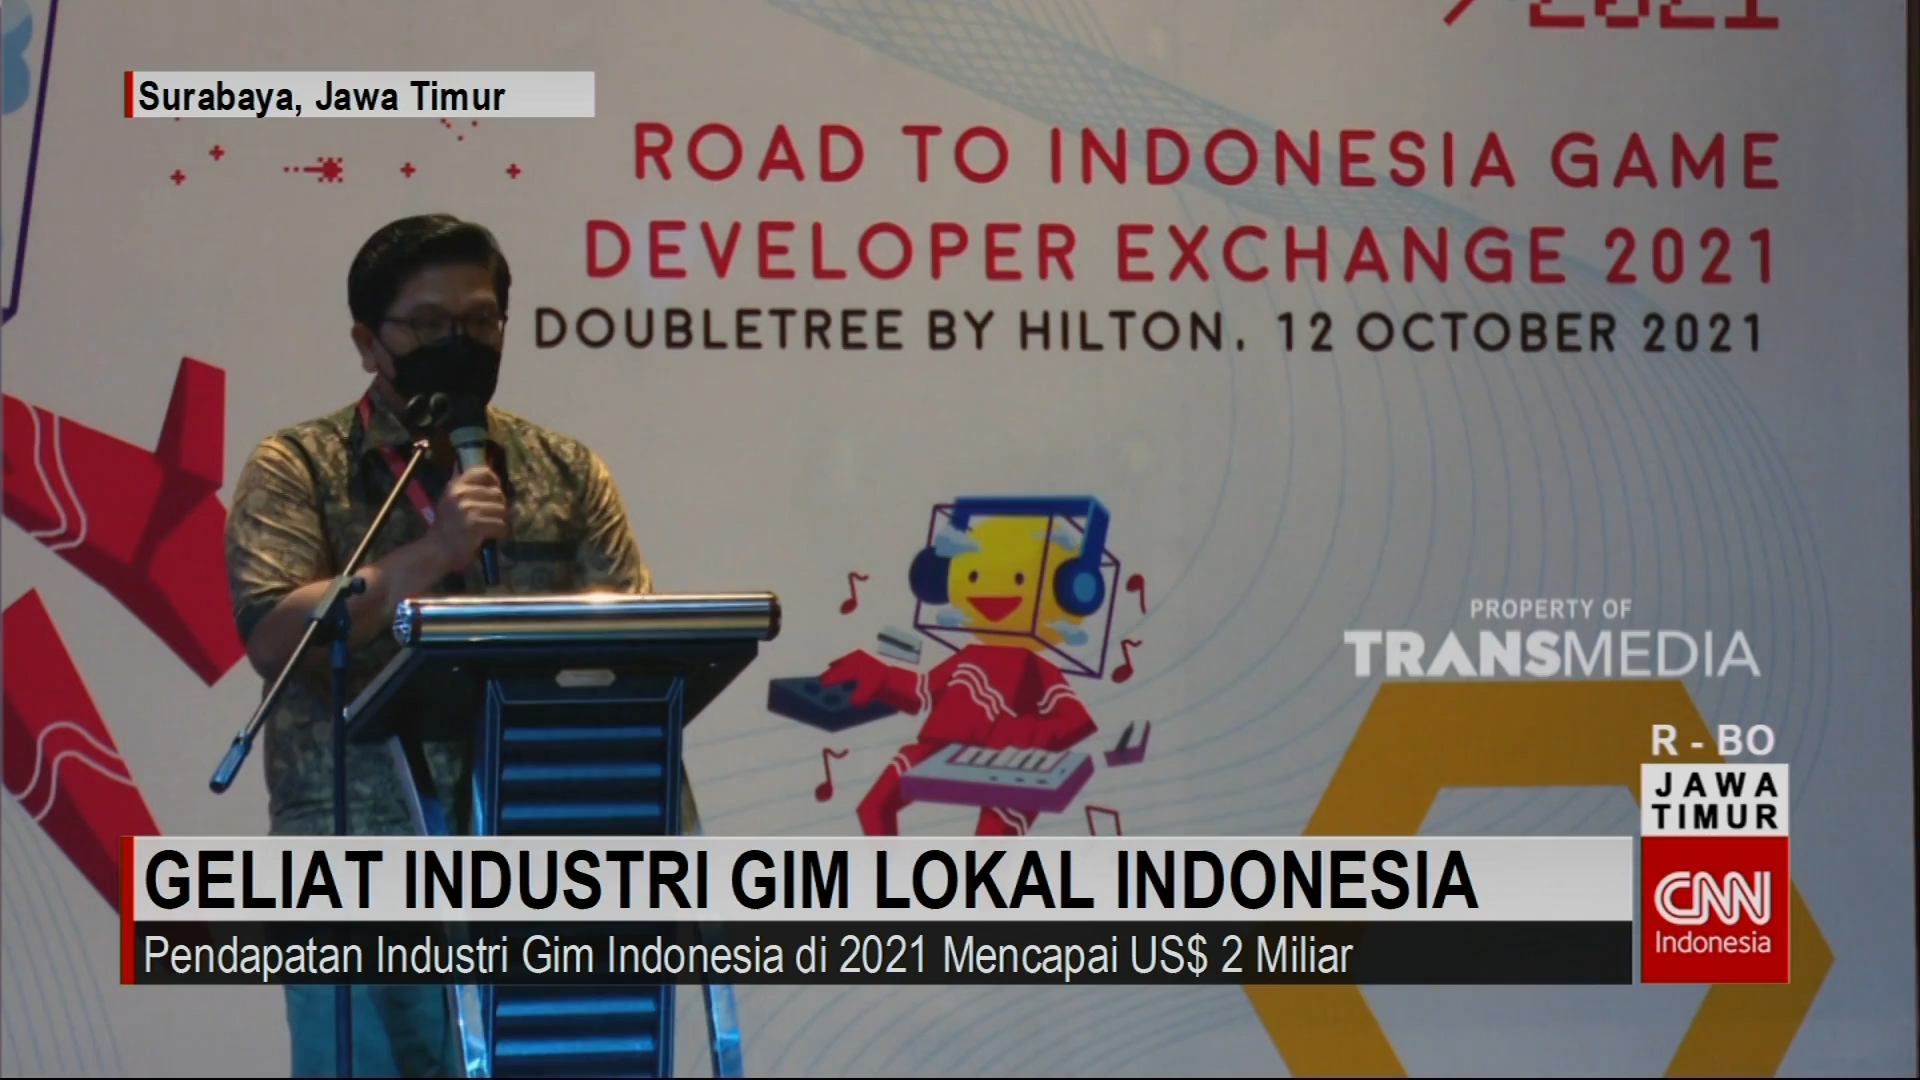 /2021
Surabaya, Jawa Timur
ROAD TO INDONESIA GAME
DEVELOPER EXCHANGE 2021
DOUBLETREE BY HILTON, 12 OCTOBER 2021
PROPERTY OF
TRANSMEDIA
R - BO
JAWA
TIMUR
GELIAT INDUSTRI GIM LOKAL INDONESIA
Pendapatan Industri Gim Indonesia di 2021 Mencapai US$ 2 Miliar
CNN
Indonesia